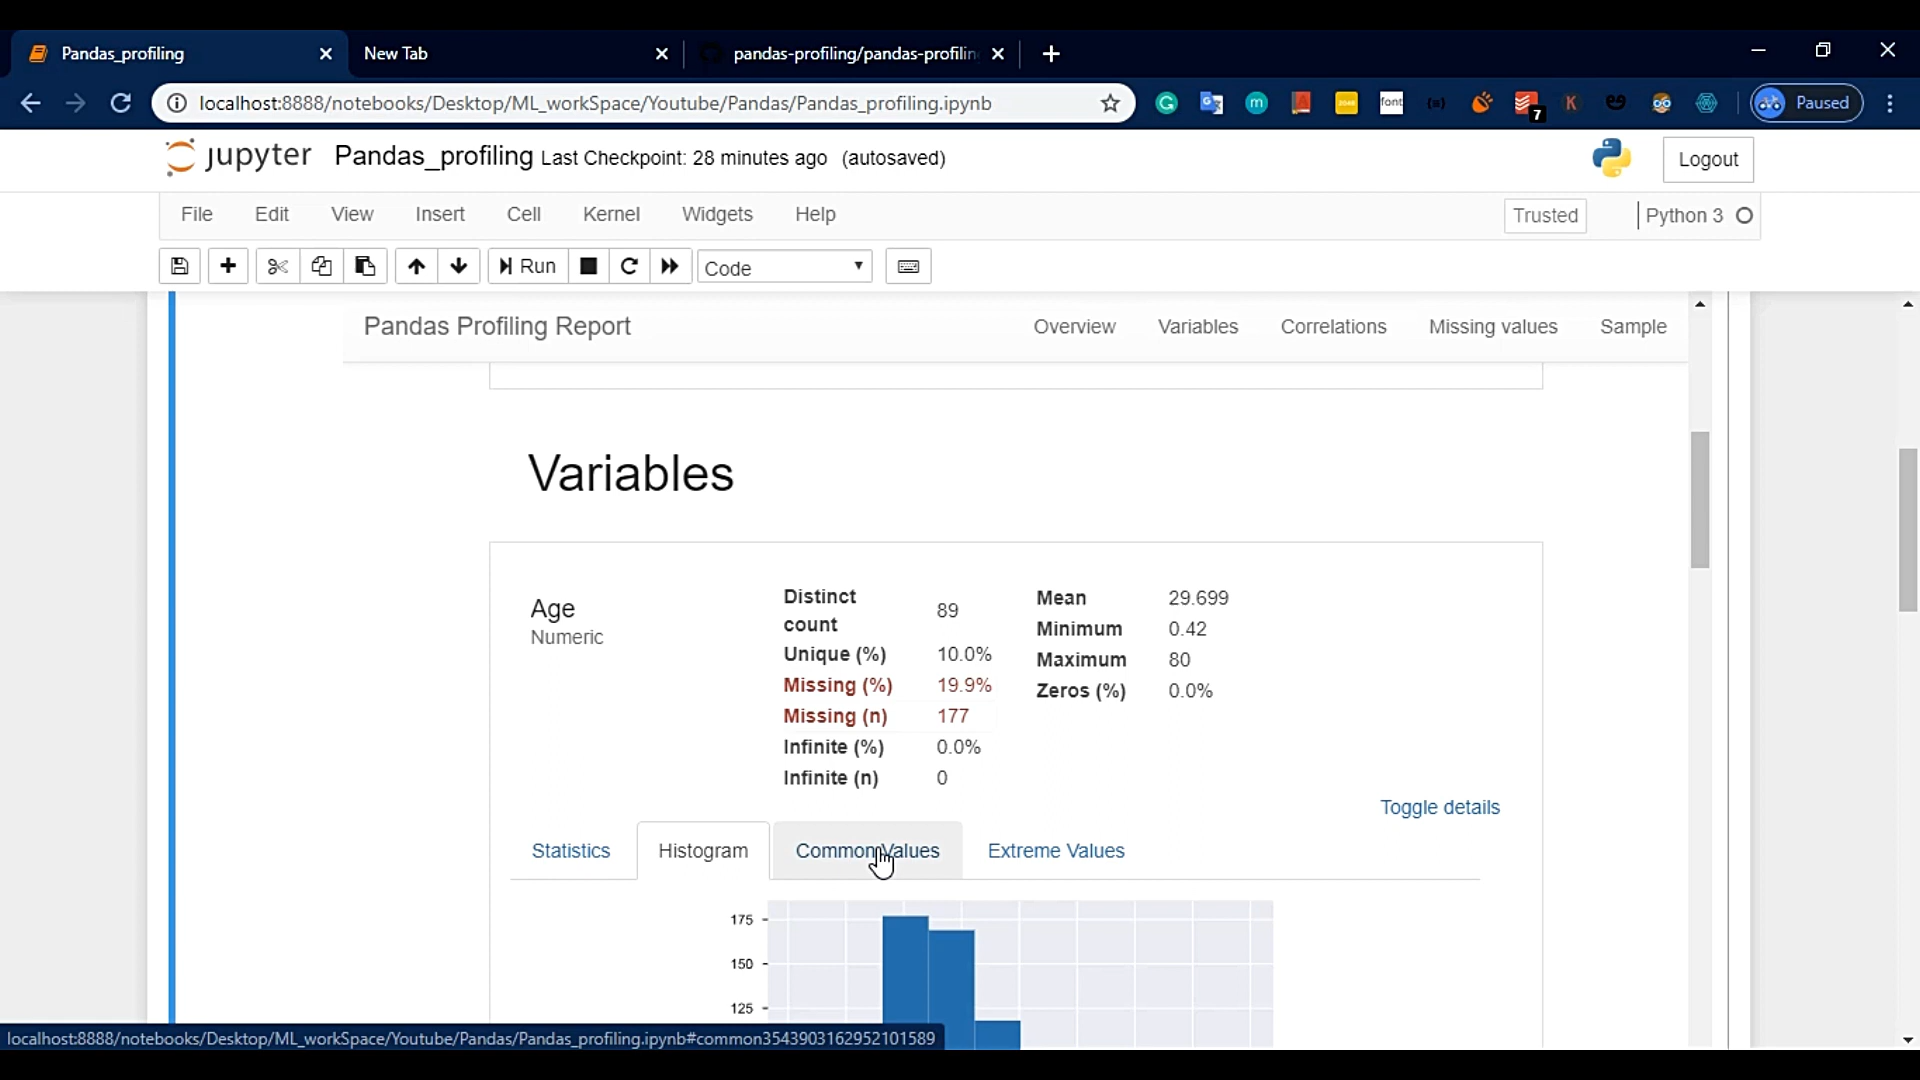 Pandas_profiling
New Tab
pandas-profiling/pandas-profilin
localhost:8888/notebooks/Desktop/ML_workSpace/Youtube/Pandas/Pandas_profiling.ipynb
font
7
K
Paused
jupyter Pandas_profiling Last Checkpoint: 28 minutes ago (autosaved)
Logout
File Edit View Insert Cell Kernel Widgets Help
Trusted
Python 3
Run
Code
Pandas Profiling Report
Overview Variables Correlations Missing values Sample
Variables
Age
Numeric
Distinct count 89
Unique (%) 10.0%
Missing (%) 19.9%
Missing (n) 177
Infinite (%) 0.0%
Infinite (n) 0
Mean 29.699
Minimum 0.42
Maximum 80
Zeros (%) 0.0%
Toggle details
Statistics Histogram Common Values Extreme Values
175
150
125
localhost:8888/notebooks/Desktop/ML_workSpace/Youtube/Pandas/Pandas_profiling.ipynb#common3543903162952101589